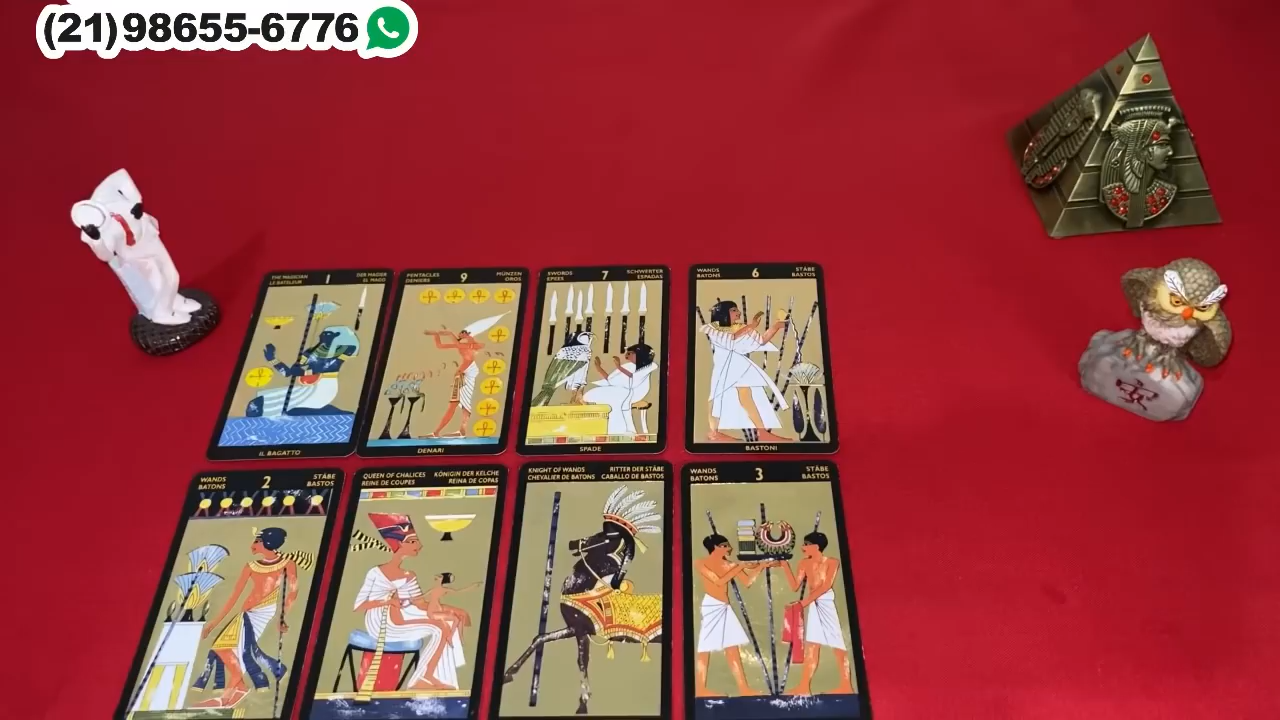 (21)98655-6776
THE MAGICIAN
LE BATELEUR
1
DER MAGIER
EL MAGO
IL BAGATTO
PENTACLES
DENIERS
9
MÜNZEN
OROS
DENARI
SWORDS
EPEES
7
SCHWERTER
ESPADAS
SPADE
WANDS
BATONS
6
STÄBE
BASTOS
BASTONI
WANDS
BATONS
2
STÄBE
BASTOS
QUEEN OF CHALICES
REINE DE COUPES
KÖNIGIN DER KELCHE
REINA DE COPAS
KNIGHT OF WANDS
CHEVALIER DE BATONS
RITTER DER STÄBE
CABALLO DE BASTOS
WANDS
BATONS
3
STÄBE
BASTOS